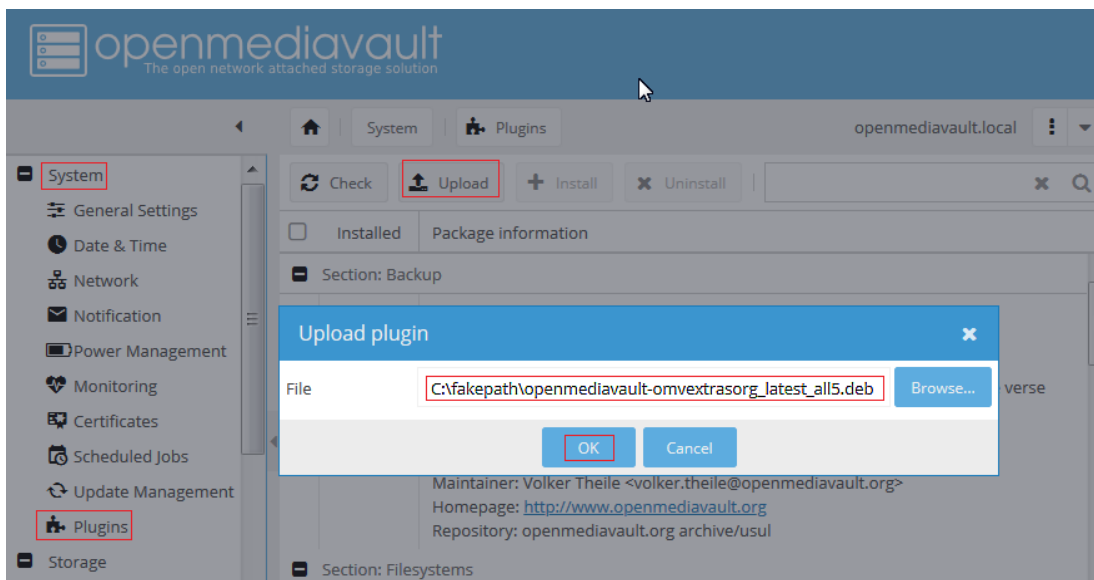 openmediavault
The open network attached storage solution
System
Plugins
openmediavault.local
System
General Settings
Date & Time
Network
Notification
Power Management
Monitoring
Certificates
Scheduled Jobs
Update Management
Plugins
Storage
Check
Upload
Install
Uninstall
Installed
Package information
Section: Backup
Upload plugin
File
C:\fakepath\openmediavault-omvextrasorg_latest_all5.deb
Browse...
verse
OK
Cancel
Maintainer: Volker Theile <volker.theile@openmediavault.org>
Homepage: http://www.openmediavault.org
Repository: openmediavault.org archive/usul
Section: Filesystems